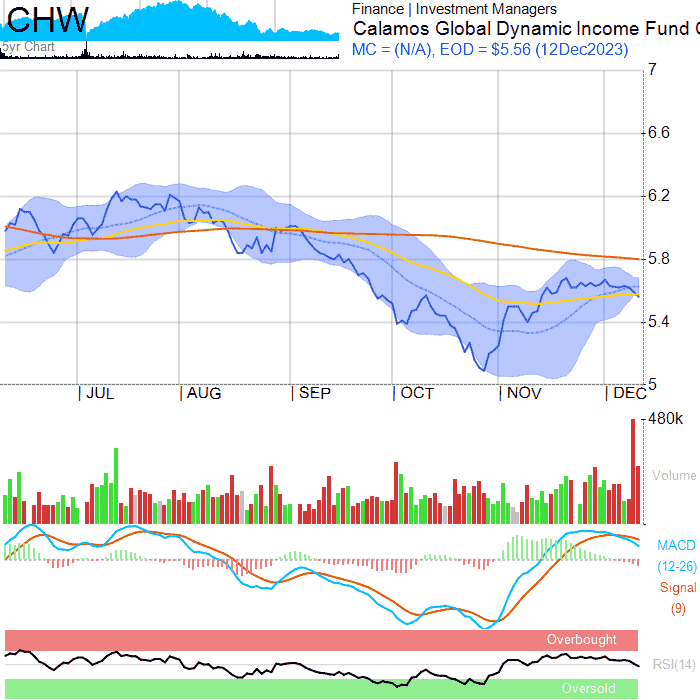 CHW
5yr Chart
Finance | Investment Managers
Calamos Global Dynamic Income Fund
MC = (N/A), EOD = $5.56 (12Dec2023)
7
6.6
6.2
5.8
5.4
5
| JUL | AUG | SEP | OCT | NOV | DEC
480k
Volume
MACD
(12-26)
Signal
(9)
Overbought
RSI(14)
Oversold